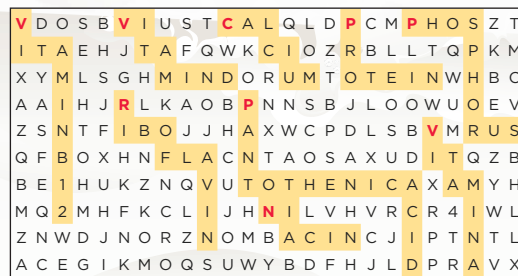 V D O S B V I U S T C A L Q L D P C M P H O S Z T
I T A E H J T A F Q W K C I O Z R B L L T Q P K M
X Y M L S G H M I N D O R U M T O T E I N W H B C
A A I H J R L K A O B P N N S B J L O O W U O E V
Z S N T F I B O J J H A X W C P D L S B V M R U S
Q F B O X H N F L A C N T A O S A X U D I T Q Z B
B E 1 H U K Z N Q V U T O T H E N I C A X A M Y H
M Q 2 M H F K C L I J H N I L V H V R C R 4 I W L
Z N W D J N O R Z N O M B A C I N C J I P T N T L
A C E G I K M O Q S U W Y B D F H J L D P R A V X